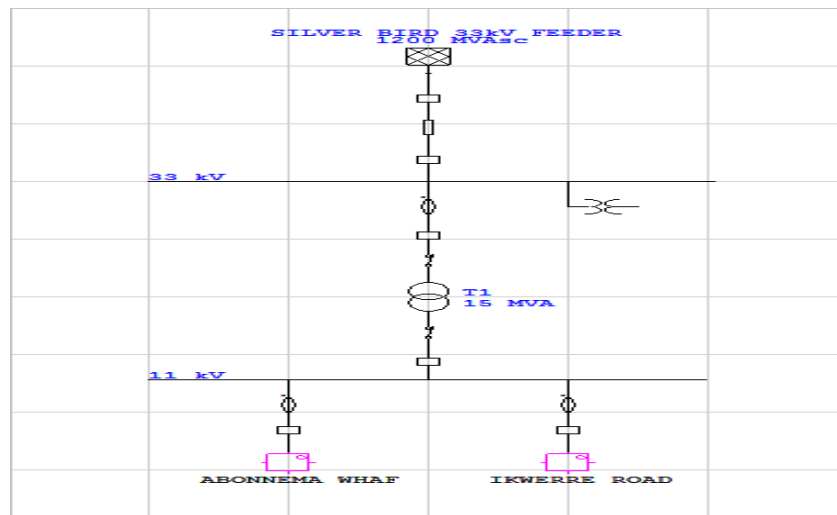 SILVER BIRD 33kV FEEDER
1200 MVAsc
33 kV
T1
15 MVA
11 kV
ABONNEMA WHAF
IKWERRE ROAD